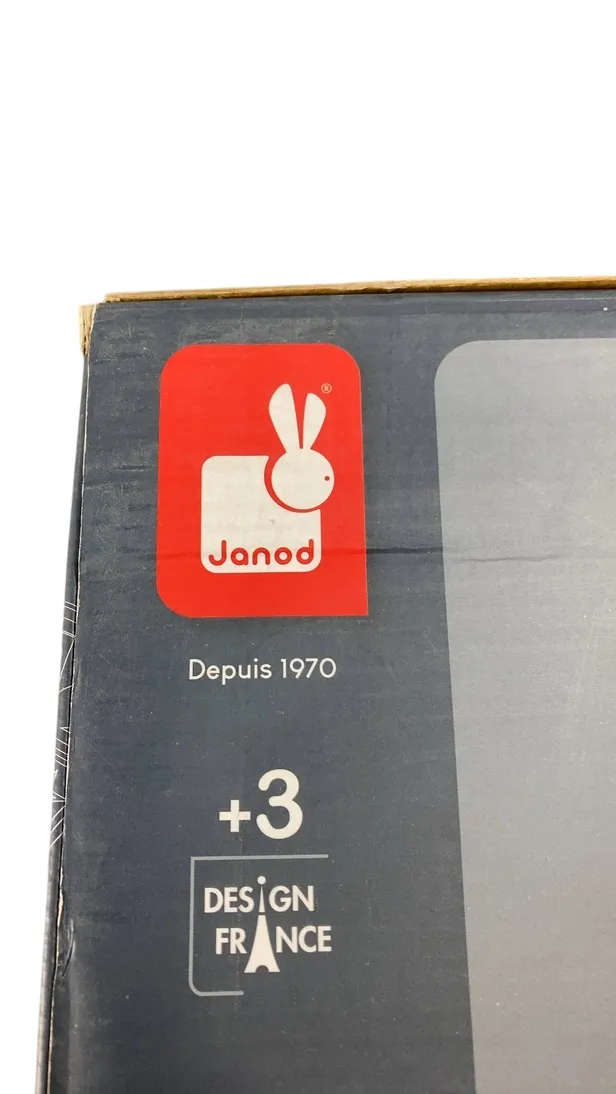 ®
Janod
Depuis 1970
+3
DESIGN
FRANCE